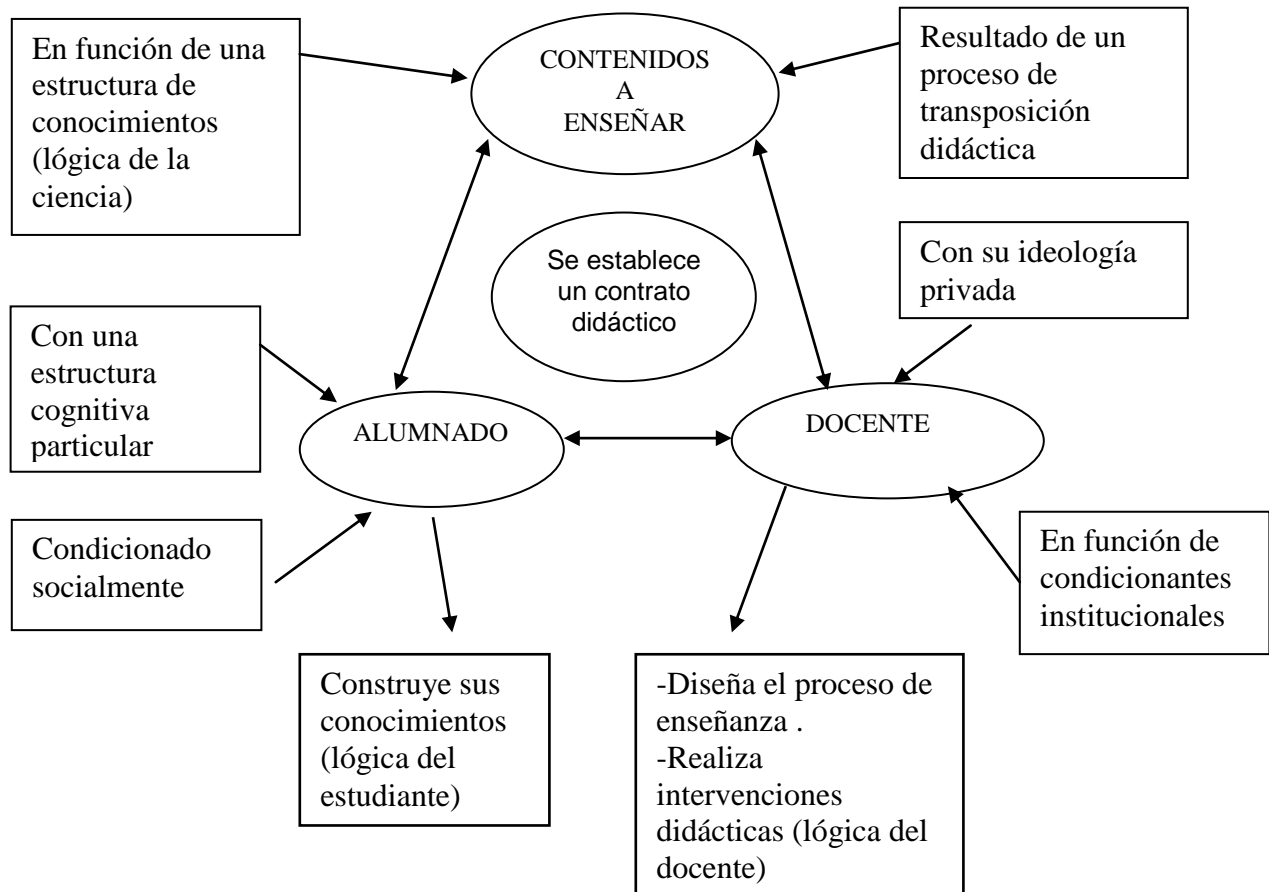 En función de una
estructura de
conocimientos
(lógica de la
ciencia)
CONTENIDOS
A
ENSEÑAR
Resultado de un
proceso de
transposición
didáctica
Se establece
un contrato
didáctico
Con su ideología
privada
Con una
estructura
cognitiva
particular
ALUMNADO
DOCENTE
Condicionado
socialmente
En función de
condicionantes
institucionales
Construye sus
conocimientos
(lógica del
estudiante)
-Diseña el proceso de
enseñanza .
-Realiza
intervenciones
didácticas (lógica del
docente)